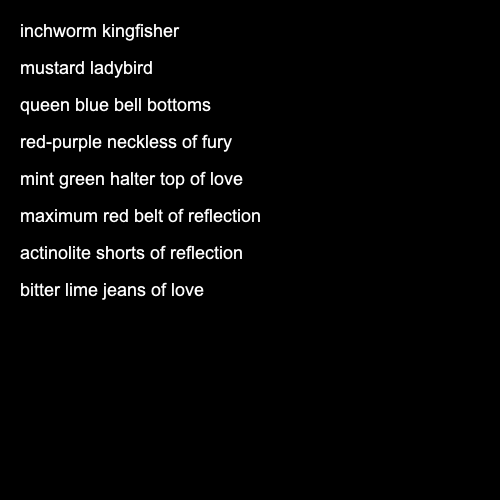 inchworm kingfisher
mustard ladybird
queen blue bell bottoms
red-purple neckless of fury
mint green halter top of love
maximum red belt of reflection
actinolite shorts of reflection
bitter lime jeans of love